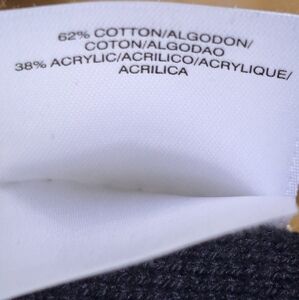 62% COTTON/ALGODON/
COTON/ALGODAO
38% ACRYLIC/ACRILICO/ACRYLIQUE/
ACRILICA